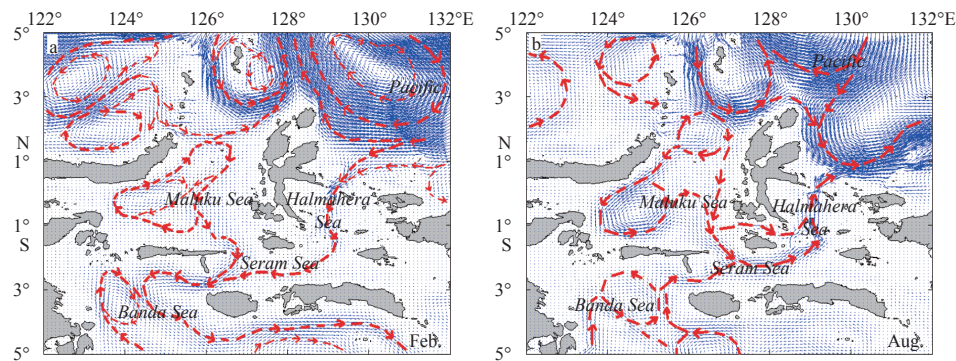 122° 124° 126° 128° 130° 132°E
5°
3°
N
1°
1°
S
3°
5°
a
Pacific
Maluku Sea
Halmahera
Sea
Seram Sea
Banda Sea
Feb.
122° 124° 126° 128° 130° 132°E
5°
3°
N
1°
1°
S
3°
5°
b
Pacific
Maluku Sea
Halmahera
Sea
Seram Sea
Banda Sea
Aug.